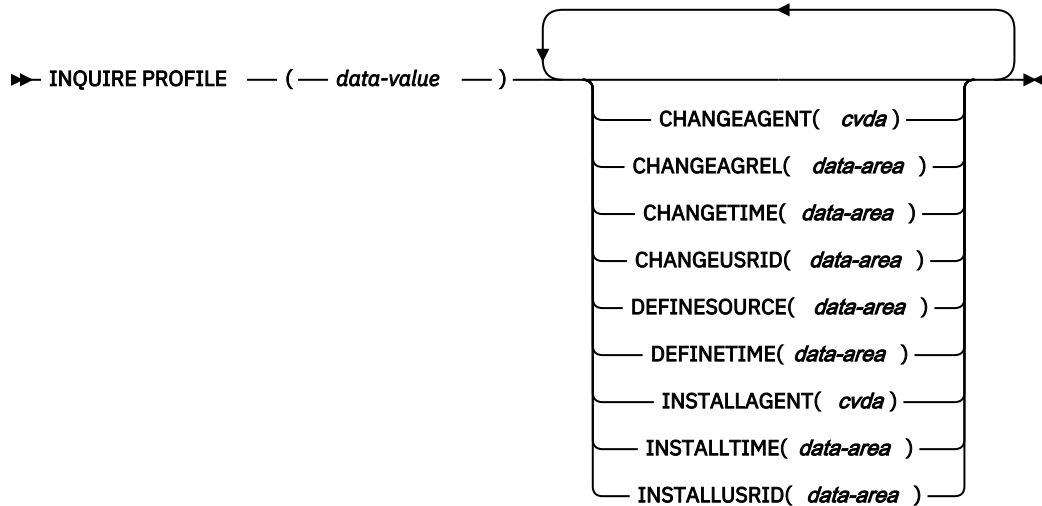 INQUIRE PROFILE ( data-value )
CHANGEAGENT( cvda )
CHANGEAGREL( data-area )
CHANGETIME( data-area )
CHANGEUSRID( data-area )
DEFINESOURCE( data-area )
DEFINETIME( data-area )
INSTALLAGENT( cvda )
INSTALLTIME( data-area )
INSTALLUSRID( data-area )